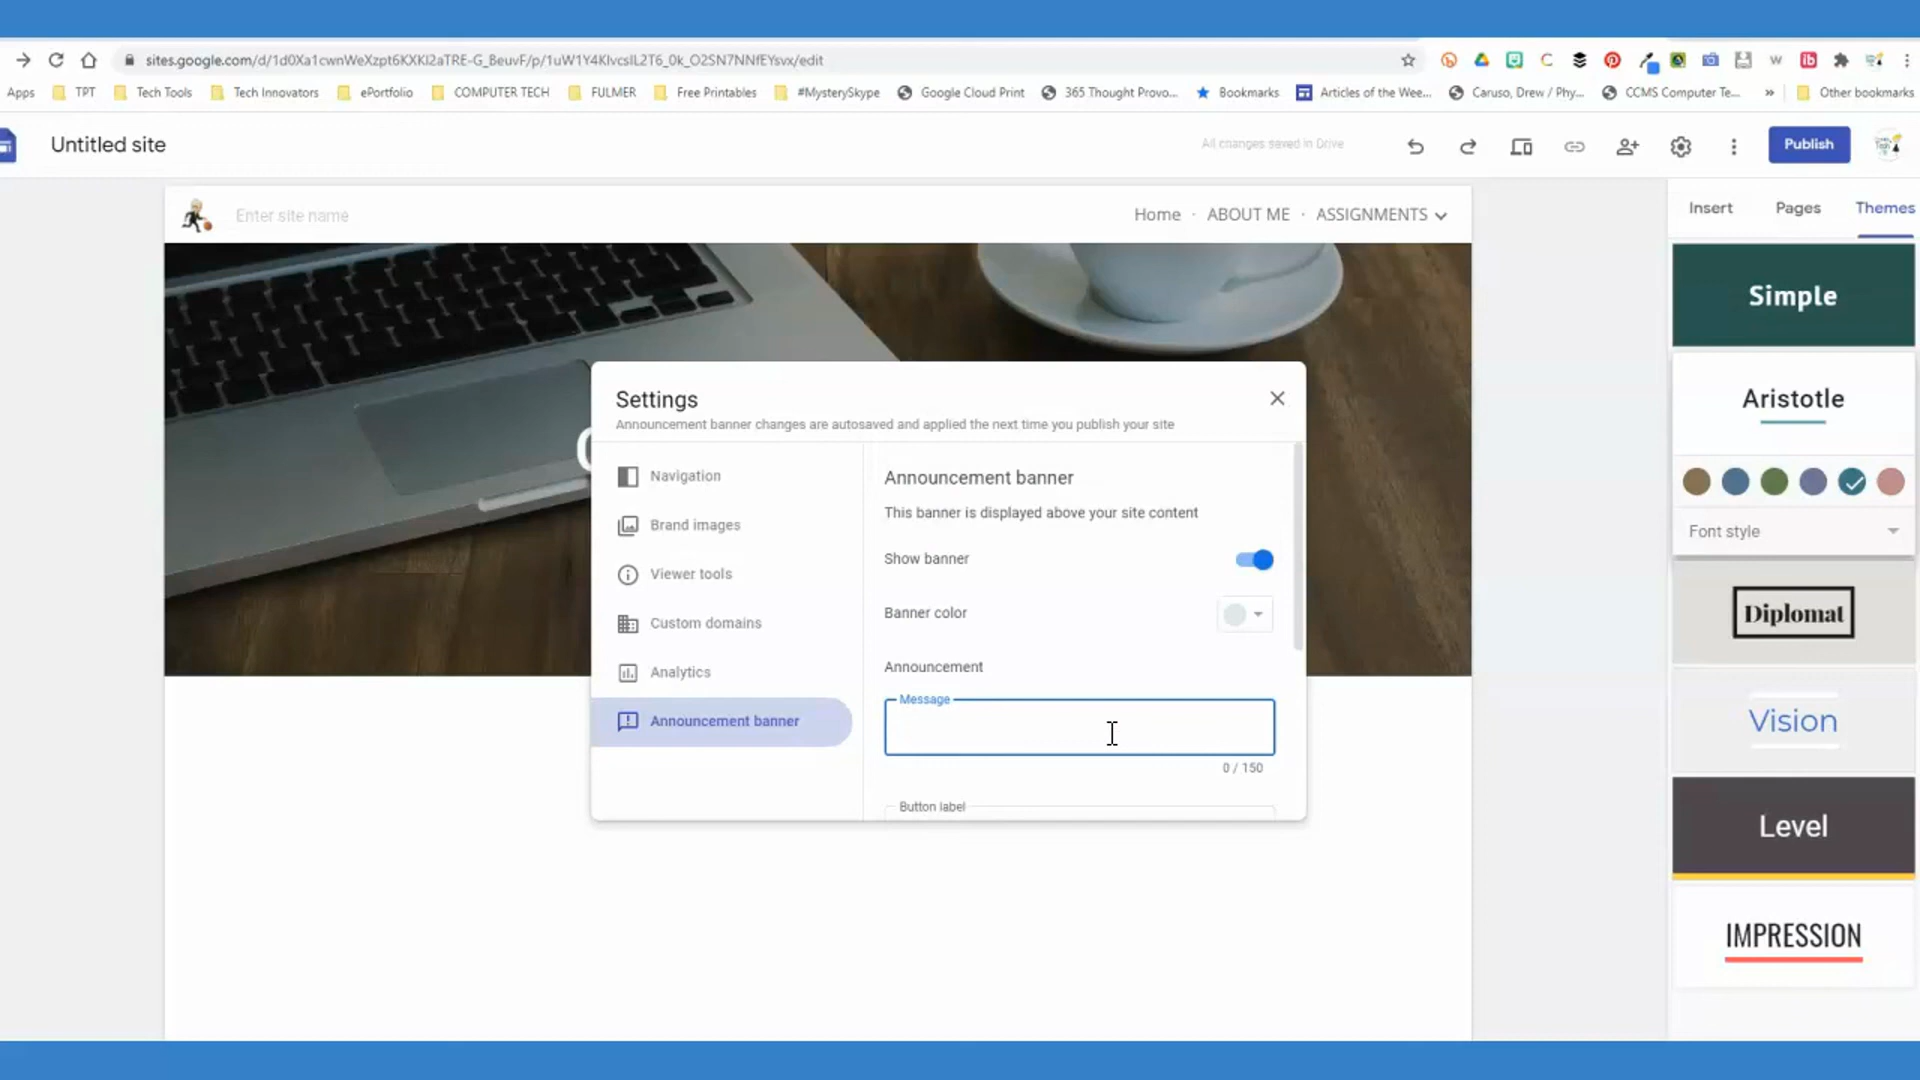 sites.google.com/d/1d0Xa1cwnWeXzpt6KXKI2aTRE-G_BeuvF/p/1uW1Y4KlvcsIL2T6_0k_O2SN7NNfEYsvx/edit
Apps TPT Tech Tools Tech Innovators ePortfolio COMPUTER TECH FULMER Free Printables #MysterySkype Google Cloud Print 365 Thought Provo... Bookmarks Articles of the Wee... Caruso, Drew / Phy... CCMS Computer Te... » Other bookmarks
Untitled site
All changes saved in Drive
Publish
Enter site name
Home · ABOUT ME · ASSIGNMENTS
Insert Pages Themes
Simple
Aristotle
Font style
Diplomat
Vision
Level
IMPRESSION
Settings
Announcement banner changes are autosaved and applied the next time you publish your site
Navigation
Brand images
Viewer tools
Custom domains
Analytics
Announcement banner
Announcement banner
This banner is displayed above your site content
Show banner
Banner color
Announcement
Message
0 / 150
Button label